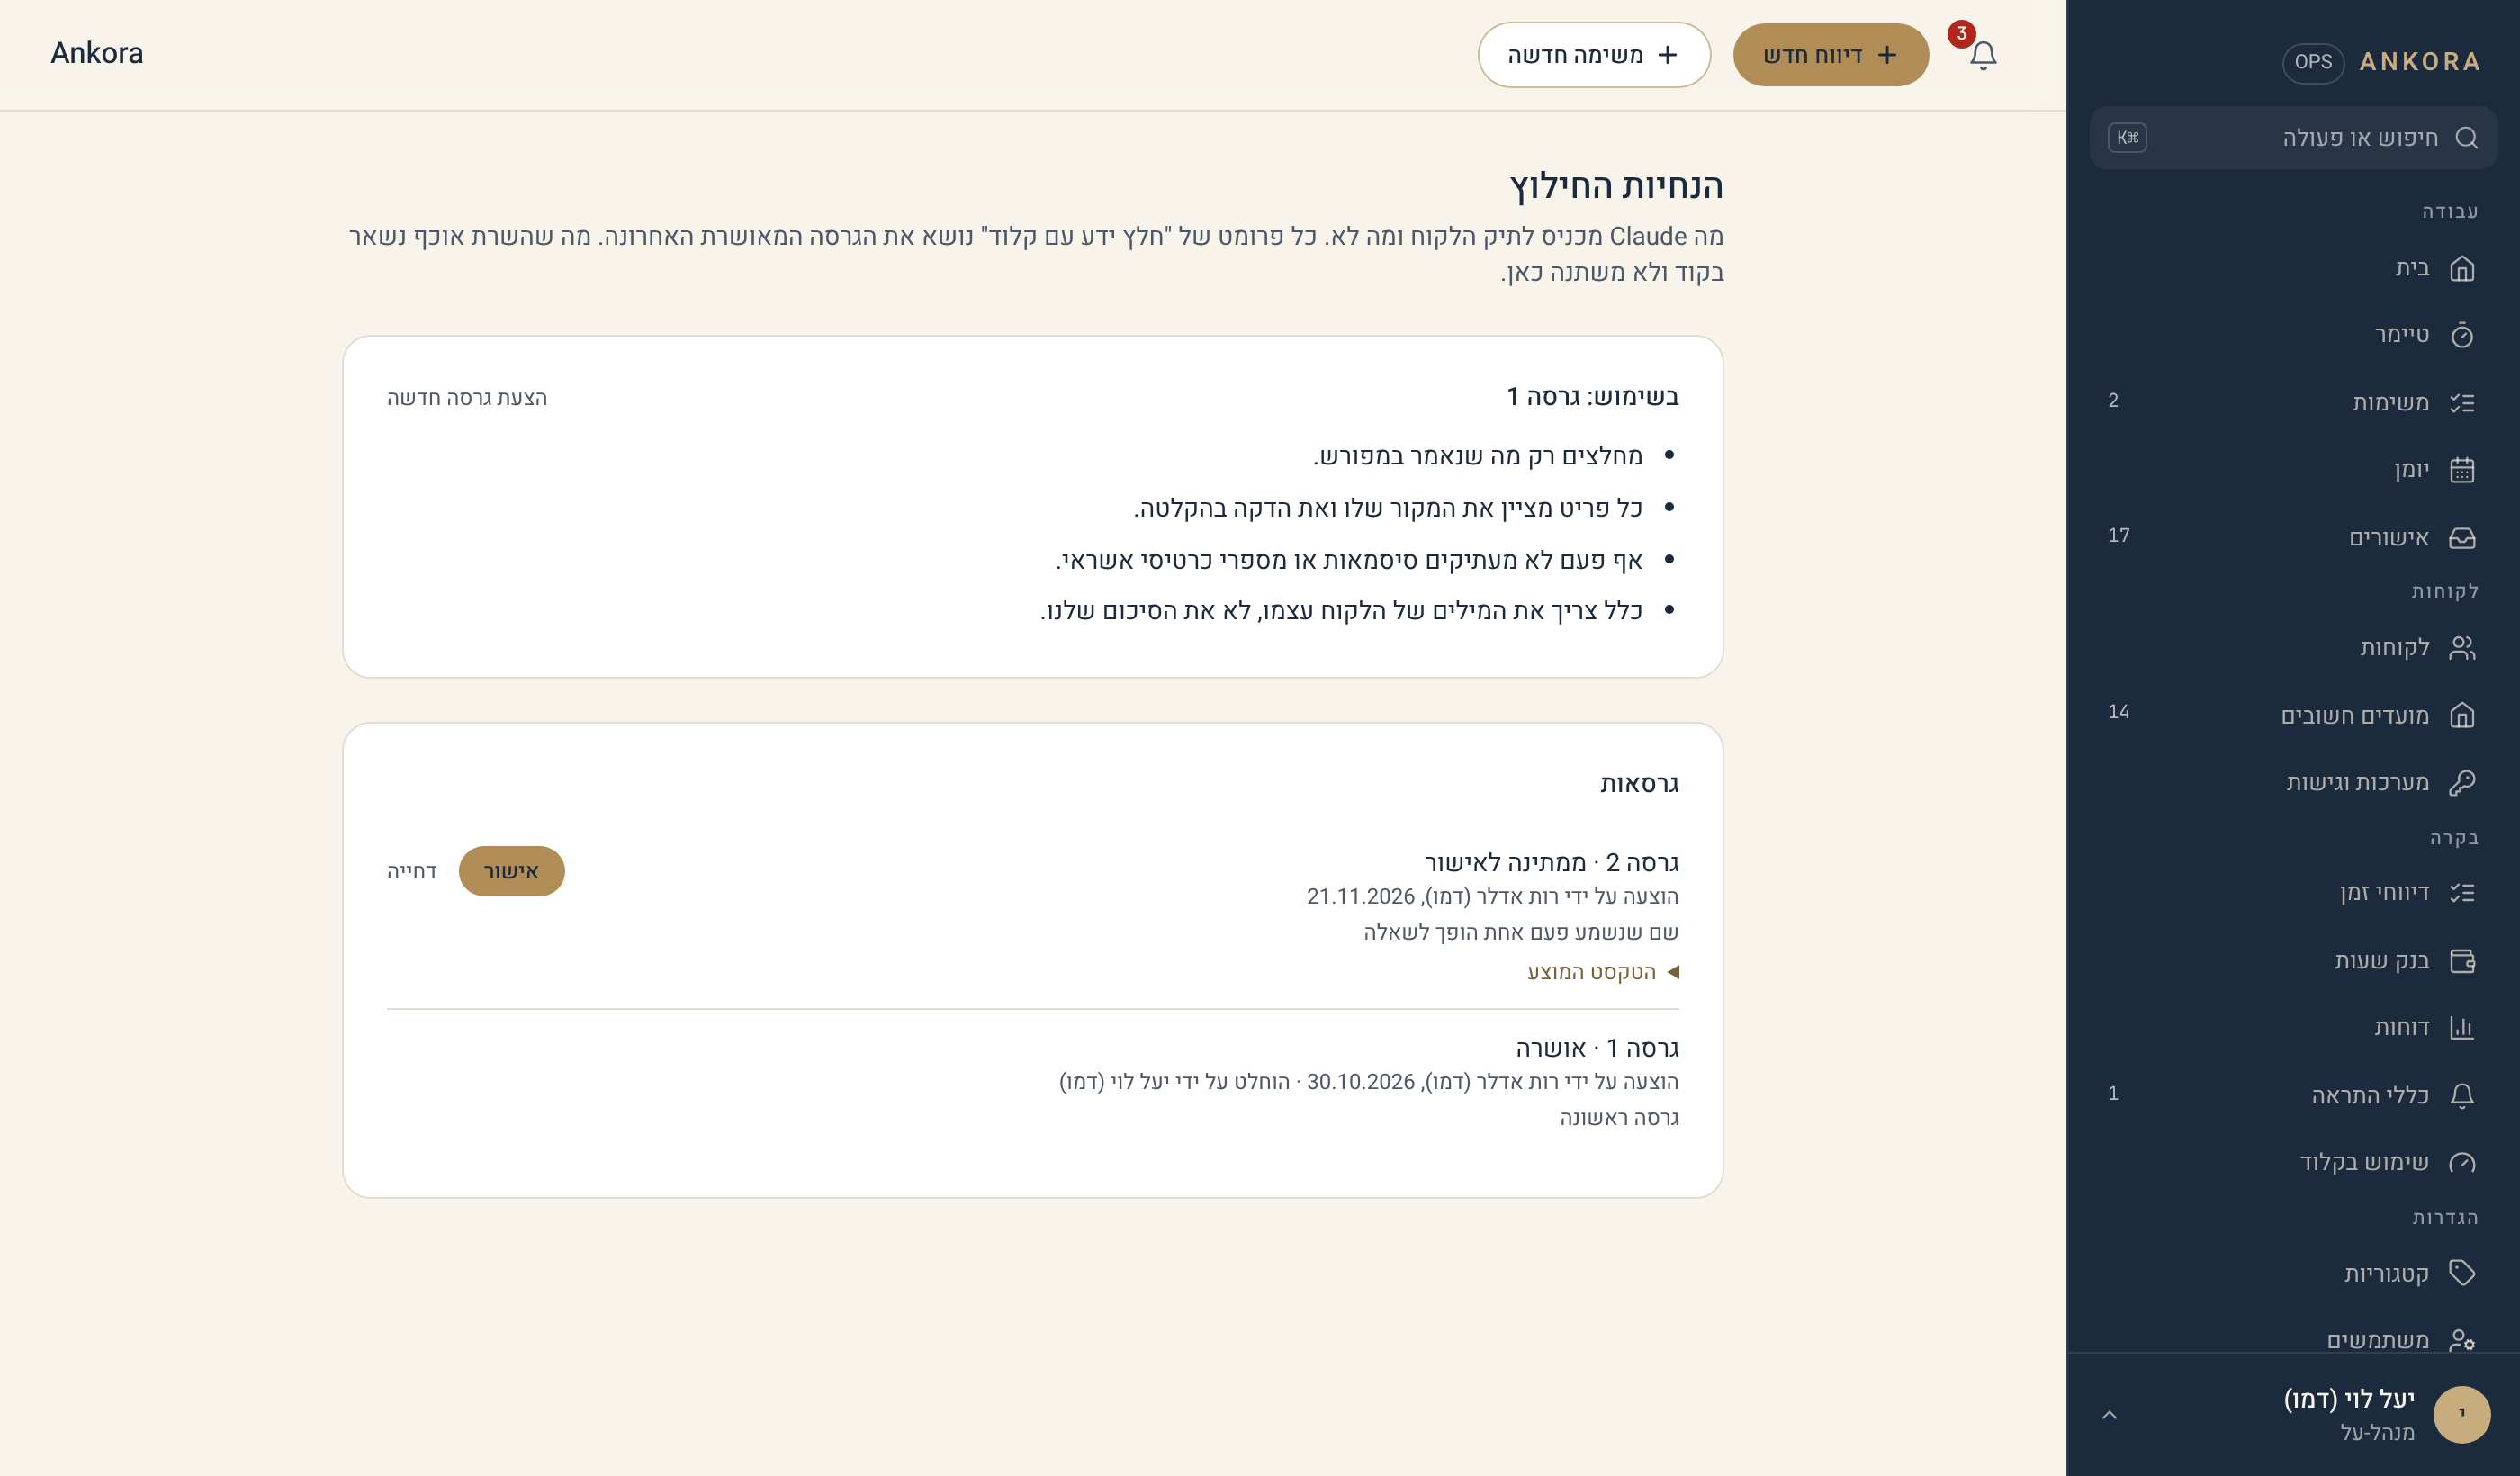 ANKORA OPS
חיפוש או פעולה
⌘K
עבודה
בית
טיימר
משימות 2
יומן
אישורים 17
לקוחות
לקוחות
מועדים חשובים 14
מערכות וגישות
בקרה
דיווחי זמן
בנק שעות
דוחות
כללי התראה 1
שימוש בקלוד
הגדרות
קטגוריות
משתמשים
י
יעל לוי (דמו)
מנהל-על
3
דיווח חדש
משימה חדשה
Ankora
הנחיות החילוץ
מה Claude מכניס לתיק הלקוח ומה לא. כל פרומט של "חלץ ידע עם קלוד" נושא את הגרסה המאושרת האחרונה. מה שהשרת אוכף נשאר
בקוד ולא משתנה כאן.
בשימוש: גרסה 1
הצעת גרסה חדשה
• מחלצים רק מה שנאמר במפורש.
• כל פריט מציין את המקור שלו ואת הדקה בהקלטה.
• אף פעם לא מעתיקים סיסמאות או מספרי כרטיסי אשראי.
• כלל צריך את המילים של הלקוח עצמו, לא את הסיכום שלנו.
גרסאות
גרסה 2 · ממתינה לאישור
הוצעה על ידי רות אדלר (דמו), 21.11.2026
שם שנשמע פעם אחת הופך לשאלה
הטקסט המוצע
אישור
דחייה
גרסה 1 · אושרה
הוצעה על ידי רות אדלר (דמו), 30.10.2026 · הוחלט על ידי יעל לוי (דמו)
גרסה ראשונה